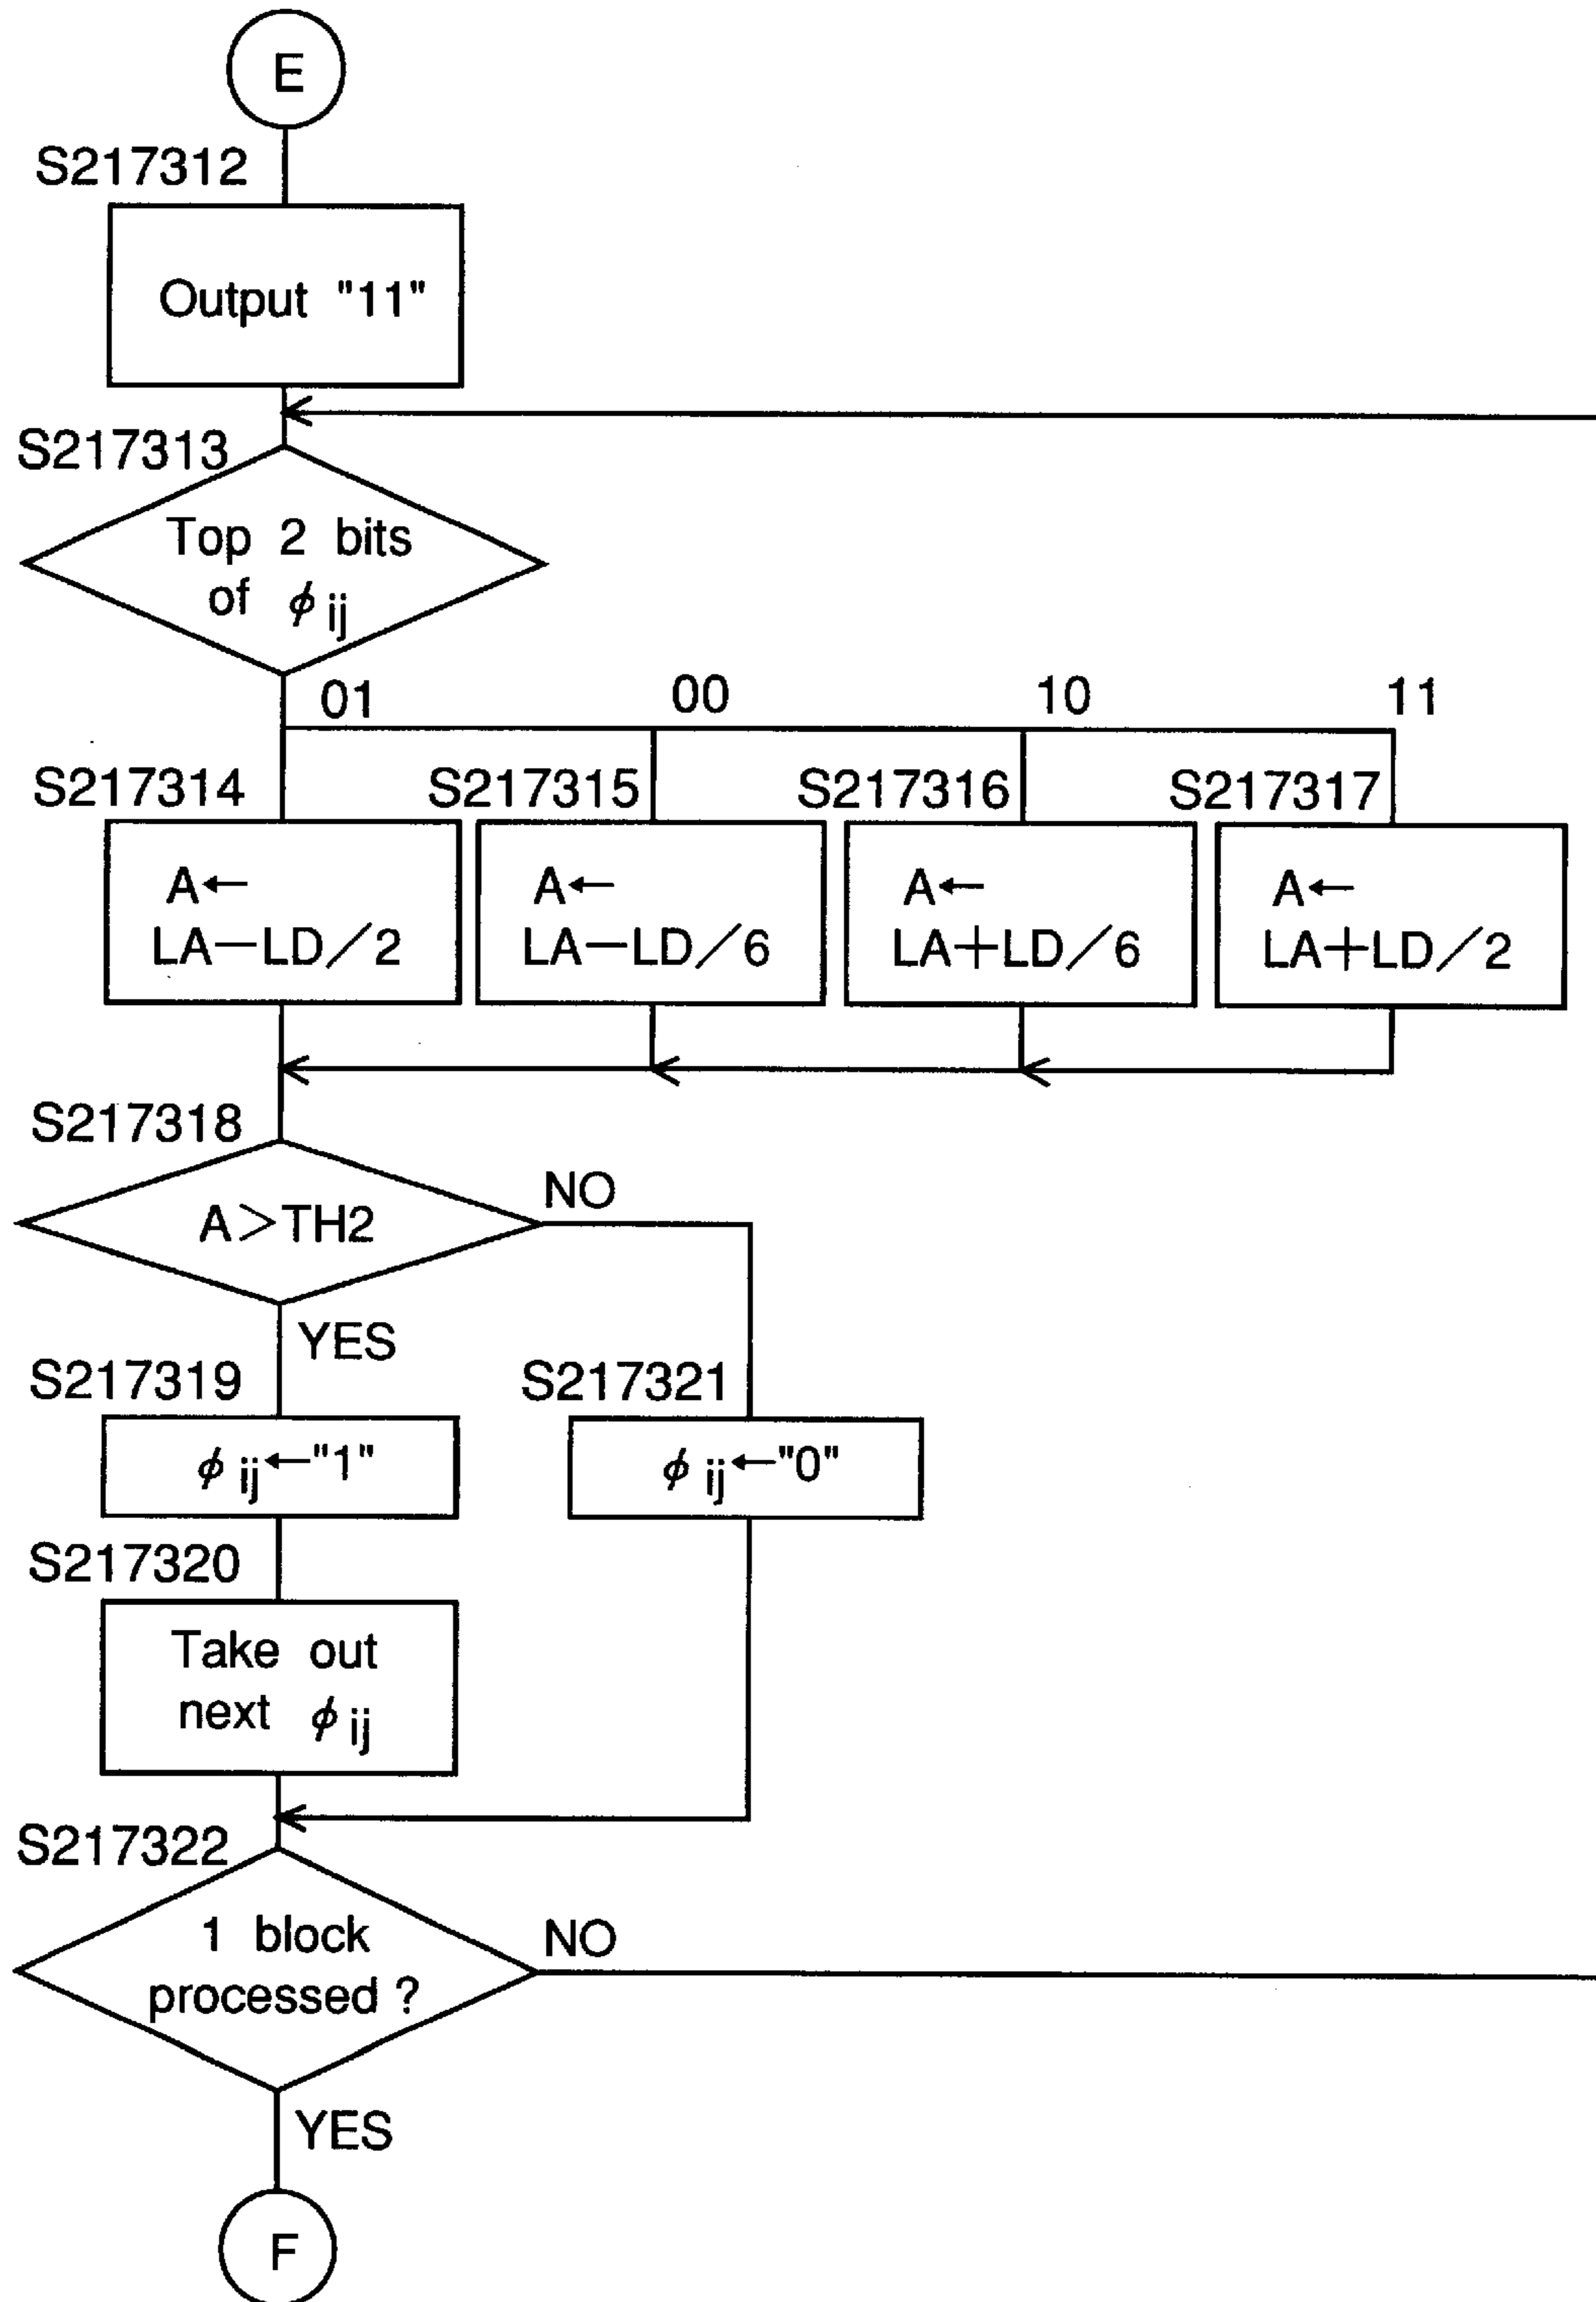 E
S217312
Output "11"
S217313
Top 2 bits
of ϕij
01 00 10 11
S217314 S217315 S217316 S217317
A←
LA−LD/2
A←
LA−LD/6
A←
LA+LD/6
A←
LA+LD/2
S217318
A>TH2
NO
YES
S217319
S217321
ϕij←"1"
ϕij←"0"
S217320
Take out
next ϕij
S217322
1 block
processed ?
NO
YES
F